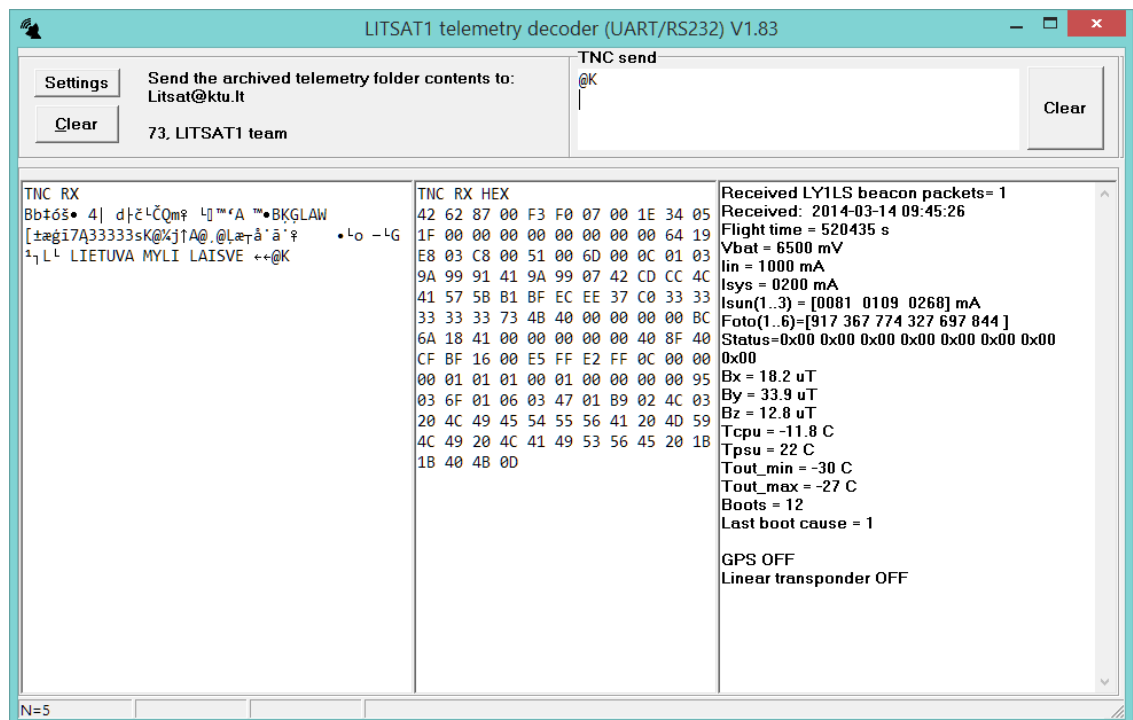 LITSAT1 telemetry decoder (UART/RS232) V1.83
Settings
Clear
Send the archived telemetry folder contents to:
Litsat@ktu.lt
73, LITSAT1 team
TNC send
@K
Clear
TNC RX
Bb‡óš• 4| d├č└ČQm♀ └▯™‘A ™•BĶĢLAW
[±æģi7Ą33333sK@¼j↑A@¸@Ļæ┬å˙ā˙♀ •└o −└G
¹┐L└ LIETUVA MYLI LAISVE ←←@K
TNC RX HEX
42 62 87 00 F3 F0 07 00 1E 34 05
1F 00 00 00 00 00 00 00 00 64 19
E8 03 C8 00 51 00 6D 00 0C 01 03
9A 99 91 41 9A 99 07 42 CD CC 4C
41 57 5B B1 BF EC EE 37 C0 33 33
33 33 33 73 4B 40 00 00 00 00 BC
6A 18 41 00 00 00 00 00 40 8F 40
CF BF 16 00 E5 FF E2 FF 0C 00 00
00 01 01 01 00 01 00 00 00 00 95
03 6F 01 06 03 47 01 B9 02 4C 03
20 4C 49 45 54 55 56 41 20 4D 59
4C 49 20 4C 41 49 53 56 45 20 1B
1B 40 4B 0D
Received LY1LS beacon packets= 1
Received: 2014-03-14 09:45:26
Flight time = 520435 s
Vbat = 6500 mV
Iin = 1000 mA
Isys = 0200 mA
Isun(1..3) = [0081 0109 0268] mA
Foto(1..6)=[917 367 774 327 697 844 ]
Status=0x00 0x00 0x00 0x00 0x00 0x00 0x00
0x00
Bx = 18.2 uT
By = 33.9 uT
Bz = 12.8 uT
Tcpu = -11.8 C
Tpsu = 22 C
Tout_min = -30 C
Tout_max = -27 C
Boots = 12
Last boot cause = 1
GPS OFF
Linear transponder OFF
N=5